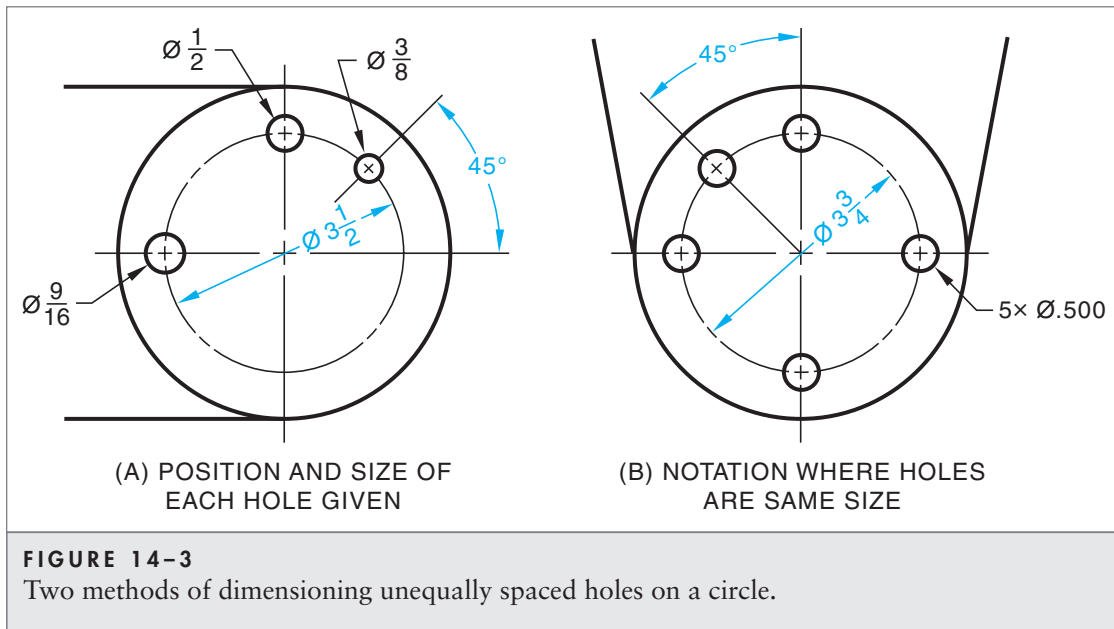 Ø 1/2
Ø 3/8
45°
Ø 3 1/2
Ø 9/16
45°
Ø 3 3/4
5× Ø.500
(A) POSITION AND SIZE OF
EACH HOLE GIVEN
(B) NOTATION WHERE HOLES
ARE SAME SIZE
FIGURE 14–3
Two methods of dimensioning unequally spaced holes on a circle.